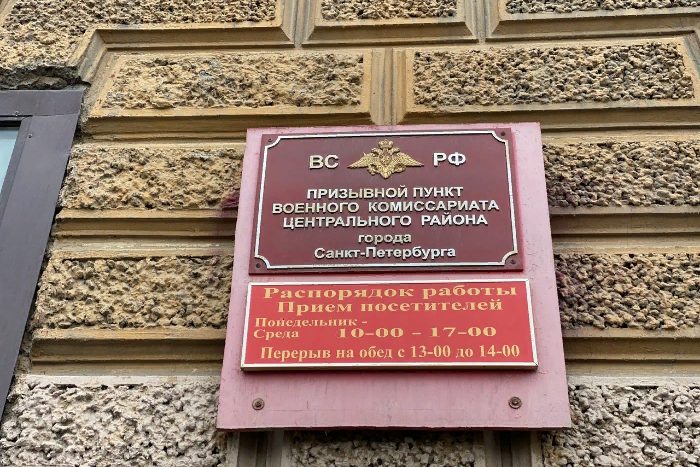 ВС РФ
ПРИЗЫВНОЙ ПУНКТ
ВОЕННОГО КОМИССАРИАТА
ЦЕНТРАЛЬНОГО РАЙОНА
города
Санкт-Петербурга
Распорядок работы
Прием посетителей
Понедельник -
Среда 10-00 - 17-00
Перерыв на обед с 13-00 до 14-00